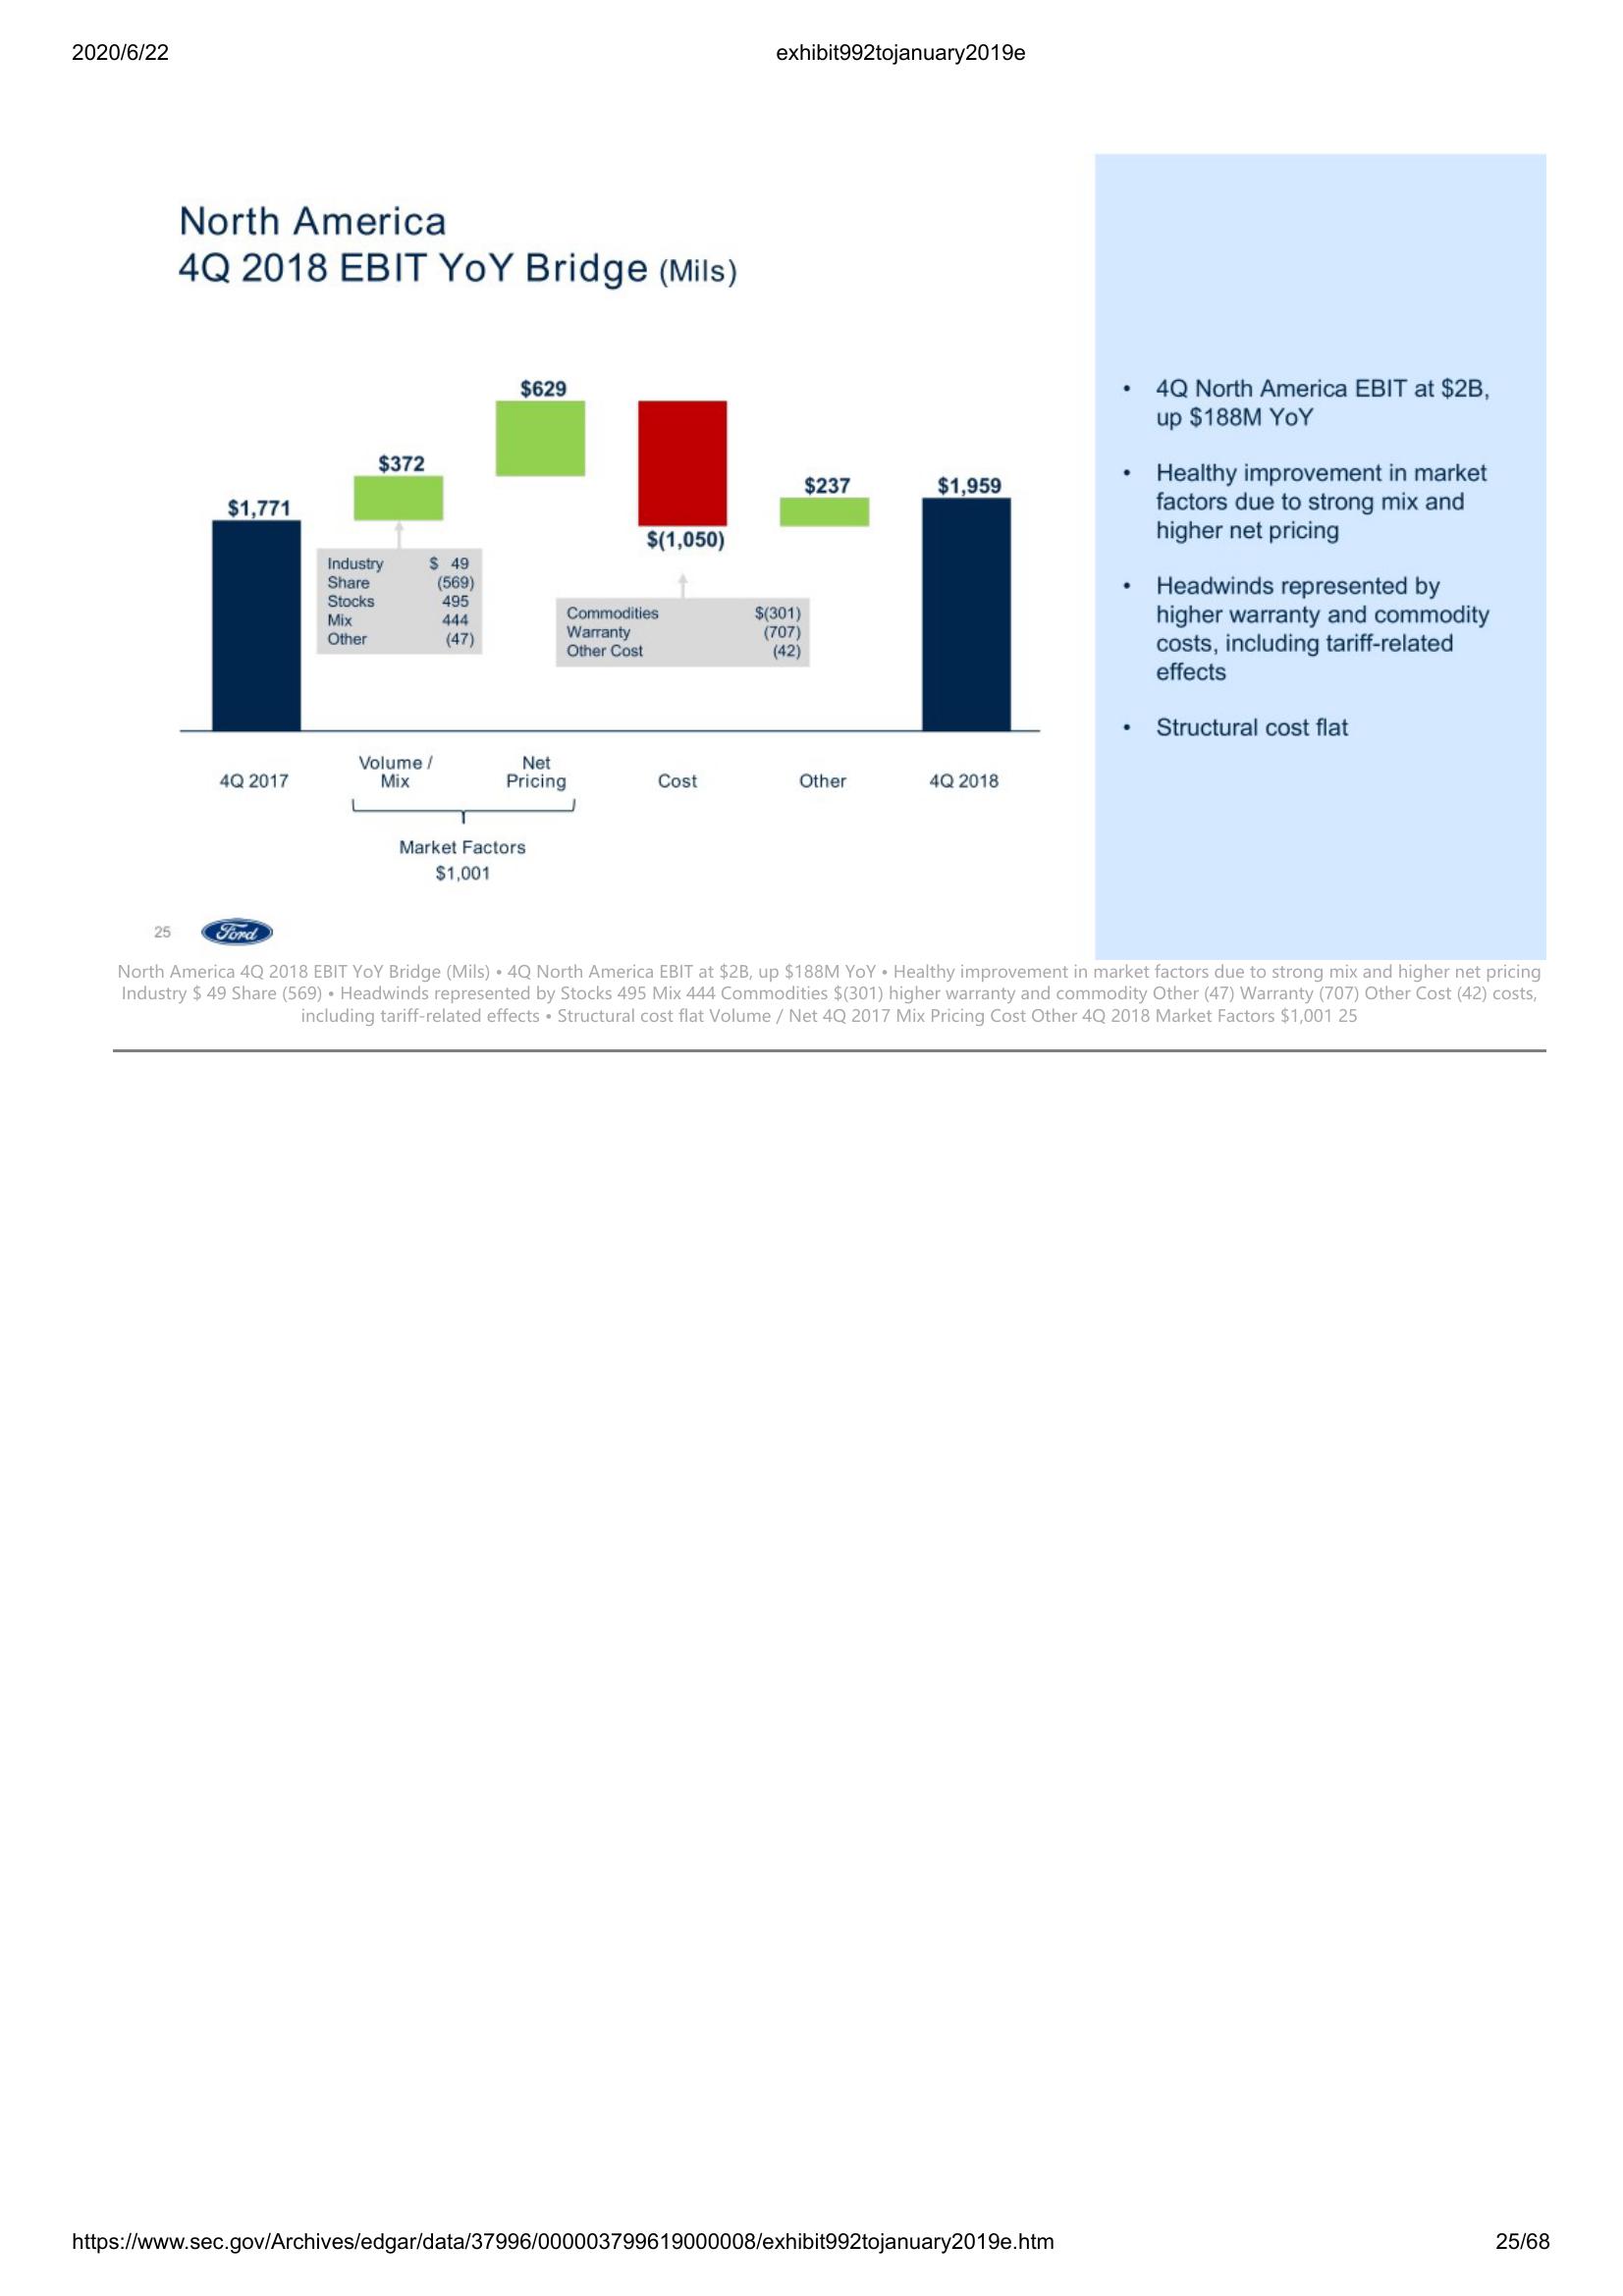 2020/6/22 exhibit992tojanuary2019e
North America
4Q 2018 EBIT YoY Bridge (Mils)
$1,771
$372
$629
$(1,050)
$237
$1,959
Industry $ 49
Share (569)
Stocks 495
Mix 444
Other (47)
Commodities $(301)
Warranty (707)
Other Cost (42)
4Q 2017
Volume /
Mix
Net
Pricing
Cost
Other
4Q 2018
Market Factors
$1,001
• 4Q North America EBIT at $2B,
up $188M YoY
• Healthy improvement in market
factors due to strong mix and
higher net pricing
• Headwinds represented by
higher warranty and commodity
costs, including tariff-related
effects
• Structural cost flat
25 Ford
North America 4Q 2018 EBIT YoY Bridge (Mils) • 4Q North America EBIT at $2B, up $188M YoY • Healthy improvement in market factors due to strong mix and higher net pricing
Industry $ 49 Share (569) • Headwinds represented by Stocks 495 Mix 444 Commodities $(301) higher warranty and commodity Other (47) Warranty (707) Other Cost (42) costs,
including tariff-related effects • Structural cost flat Volume / Net 4Q 2017 Mix Pricing Cost Other 4Q 2018 Market Factors $1,001 25
https://www.sec.gov/Archives/edgar/data/37996/000003799619000008/exhibit992tojanuary2019e.htm 25/68